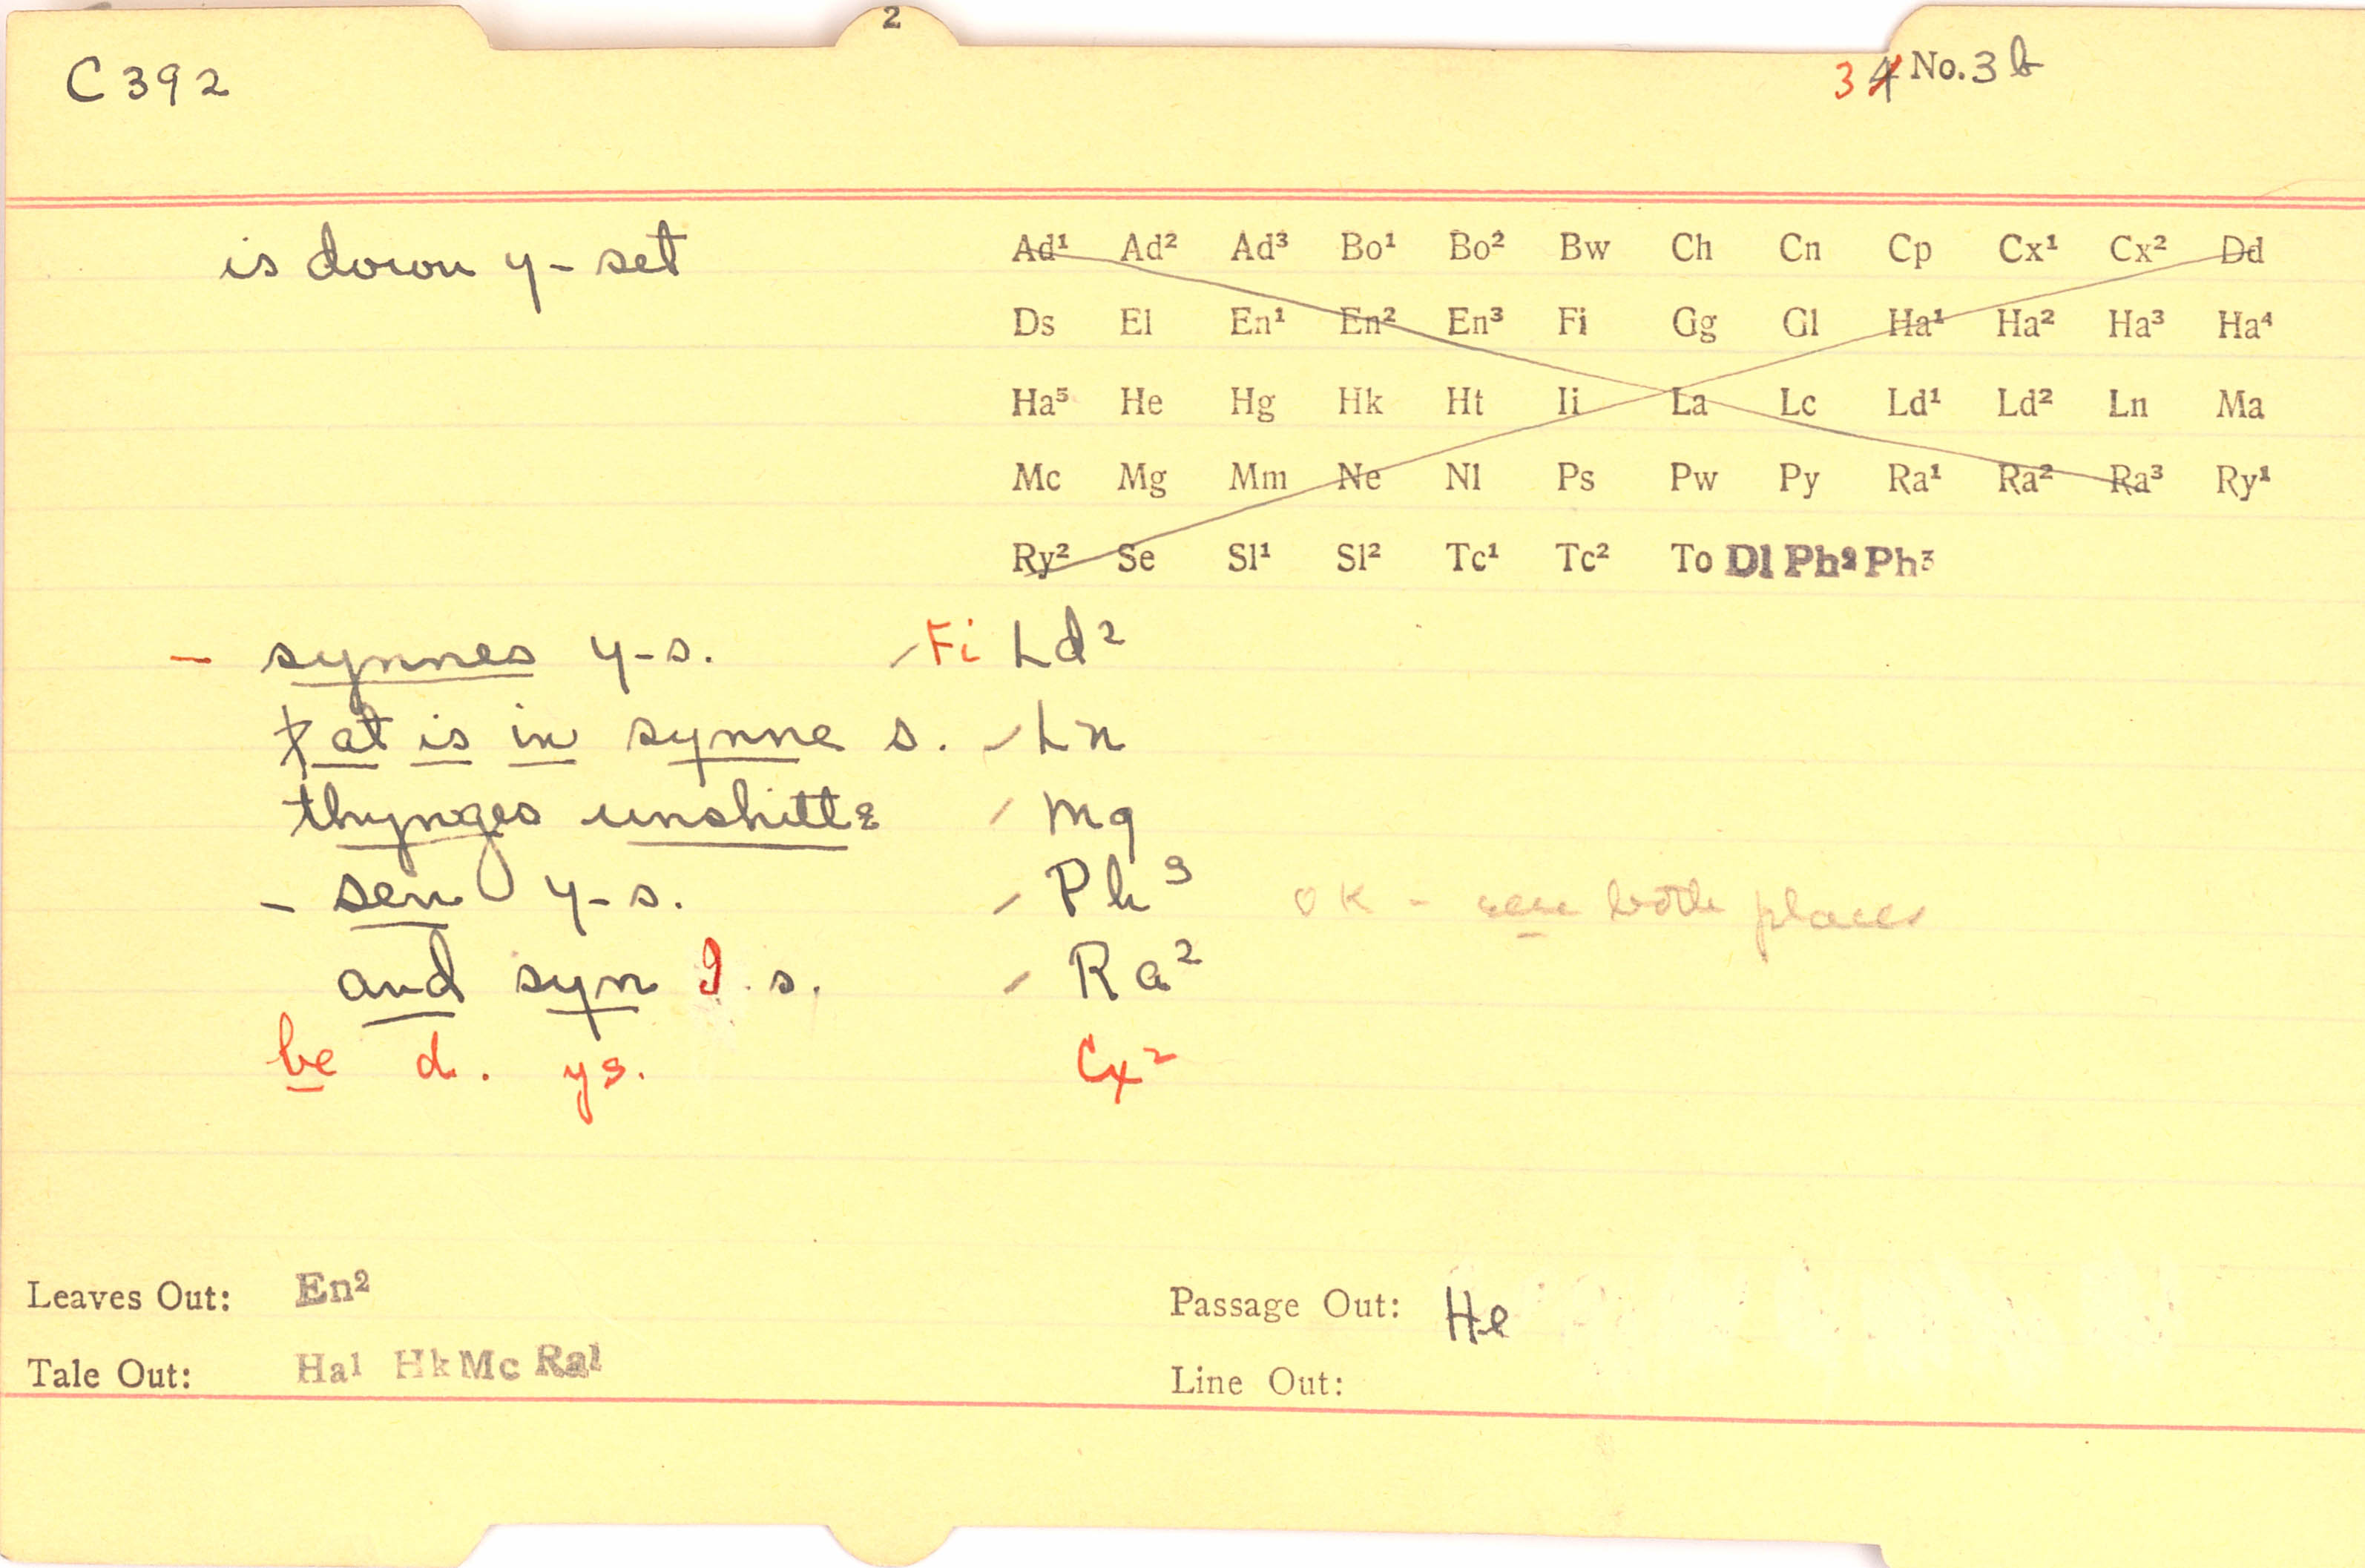 2
C 392
3 4 No. 3 b
is down y-set
Ad¹ Ad² Ad³ Bo¹ Bo² Bw Ch Cn Cp Cx¹ Cx² Dd
Ds El En¹ En² En³ Fi Gg Gl Ha¹ Ha² Ha³ Ha⁴
Ha⁵ He Hg Hk Ht Ii La Lc Ld¹ Ld² Ln Ma
Mc Mg Mm Ne Nl Ps Pw Py Ra¹ Ra² Ra³ Ry¹
Ry² Se Sl¹ Sl² Tc¹ Tc² To Dl Ph² Ph³
- synnes y-s. Fi Ld²
þat is in synne s. Ln
thynges unshitte Mg
- sen y-s. Ph³ OK - sene both places
and syn I. s. Ra²
be d. ys. Cx²
Leaves Out: En²
Passage Out: He
Tale Out: Ha¹ Hk Mc Ra¹
Line Out: